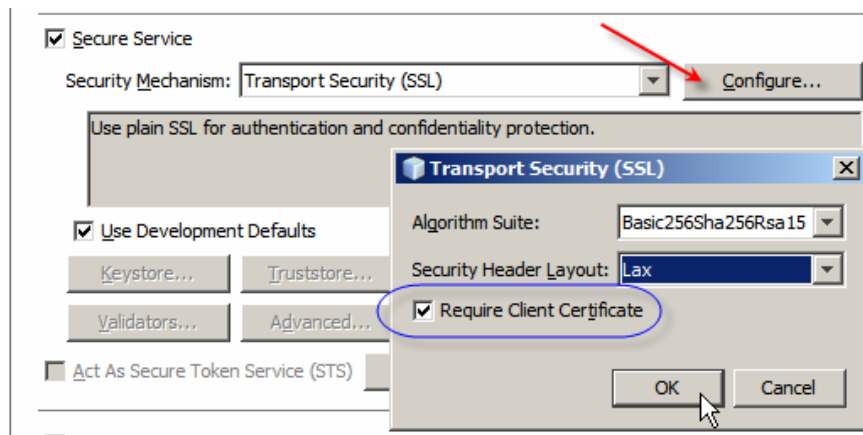 Secure Service
Security Mechanism: Transport Security (SSL) Configure...
Use plain SSL for authentication and confidentiality protection.
Transport Security (SSL)
Use Development Defaults
Algorithm Suite: Basic256Sha256Rsa15
Keystore... Truststore...
Security Header Layout: Lax
Require Client Certificate
Validators... Advanced...
Act As Secure Token Service (STS)
OK Cancel